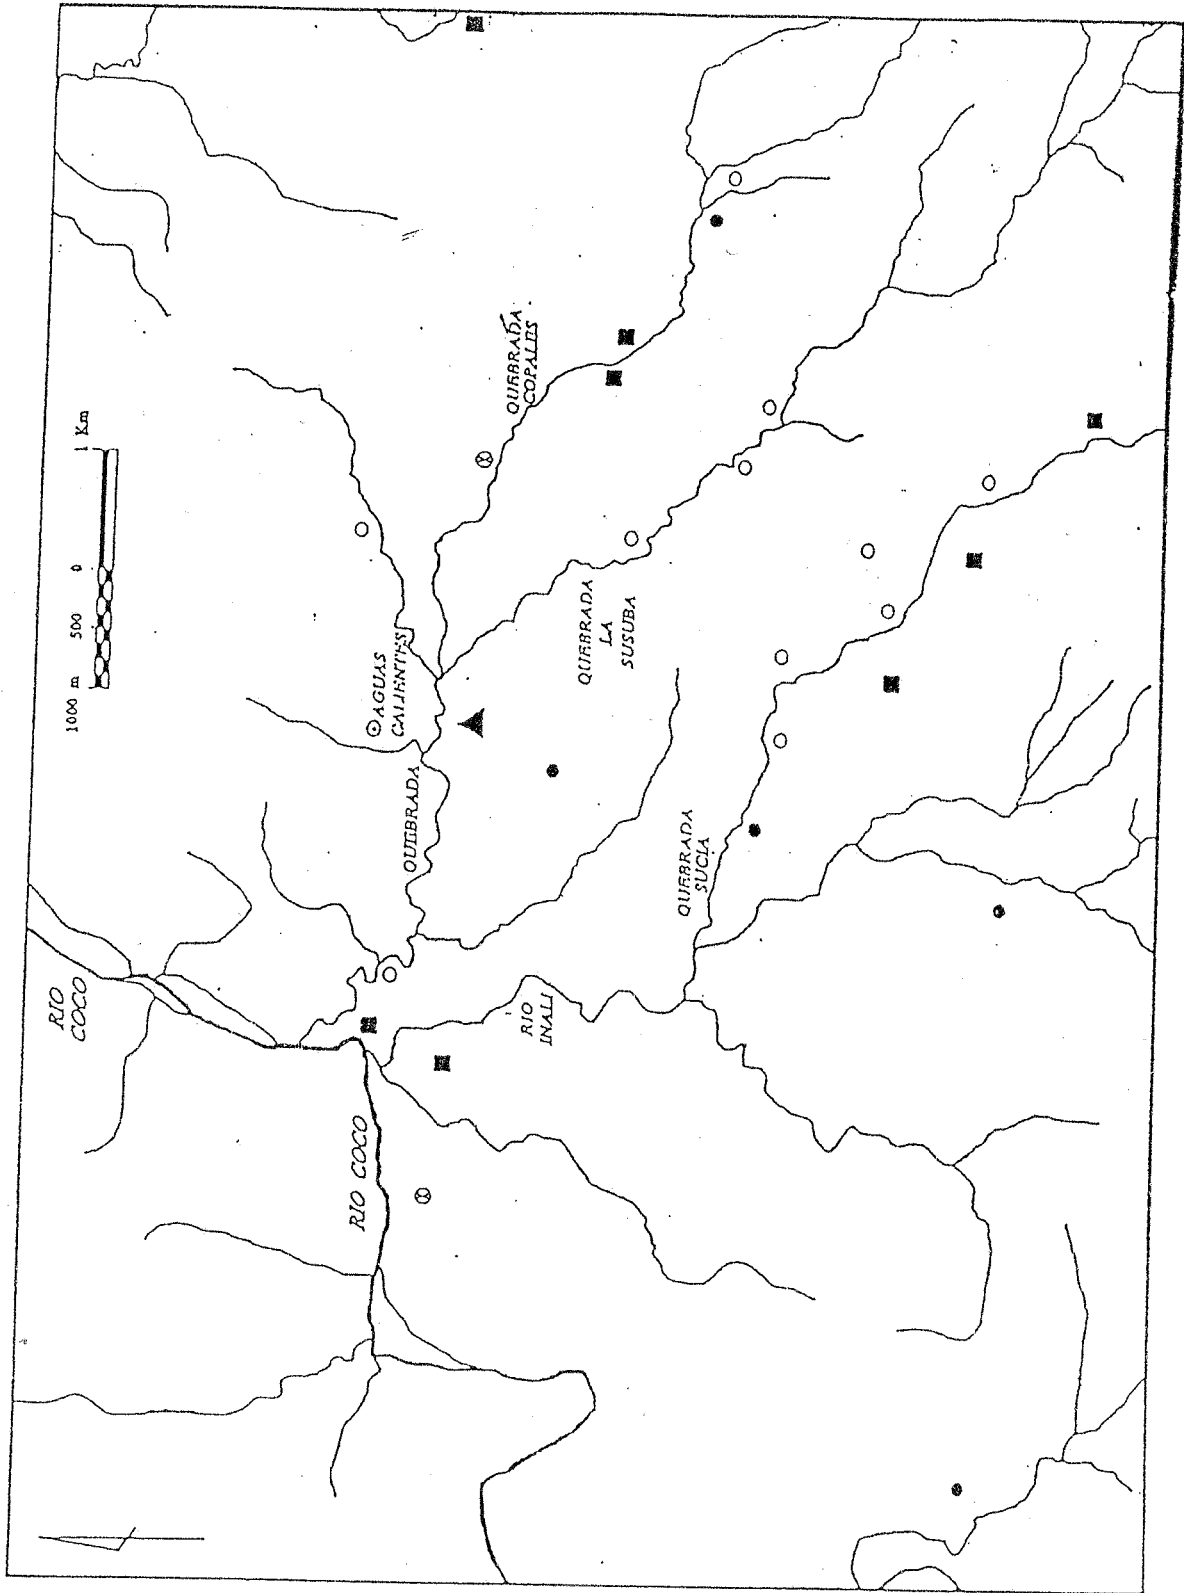 1000 m
500
0
1 Km
RIO
COCO
RIO COCO
RIO
INALI
QUEBRADA
AGUAS
CALIENTES
QUEBRADA
COPALES
QUEBRADA
LA
SUSUBA
QUEBRADA
SUCIA